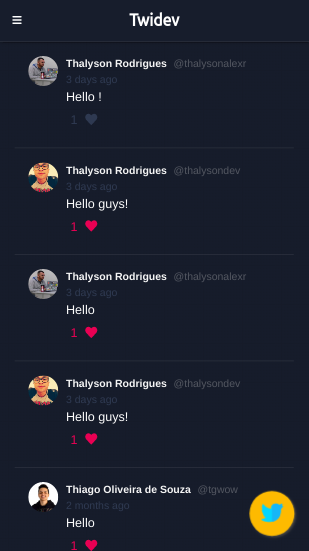 Twidev
Thalyson Rodrigues @thalysonalexr
3 days ago
Hello !
1
Thalyson Rodrigues @thalysondev
3 days ago
Hello guys!
1
Thalyson Rodrigues @thalysonalexr
3 days ago
Hello
1
Thalyson Rodrigues @thalysondev
3 days ago
Hello guys!
1
Thiago Oliveira de Souza @tgwow
2 months ago
Hello
1